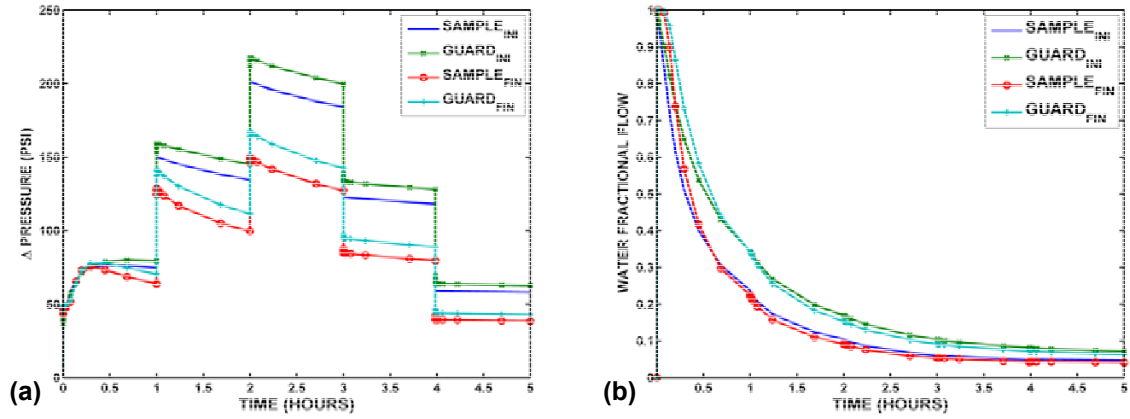 250
200
150
100
50
0
Δ PRESSURE (PSI)
SAMPLE_INI
GUARD_INI
SAMPLE_FIN
GUARD_FIN
0 0.5 1 1.5 2 2.5 3 3.5 4 4.5 5
TIME (HOURS)
(a)
1
0.9
0.8
0.7
0.6
0.5
0.4
0.3
0.2
0.1
WATER FRACTIONAL FLOW
SAMPLE_INI
GUARD_INI
SAMPLE_FIN
GUARD_FIN
0.5 1 1.5 2 2.5 3 3.5 4 4.5 5
TIME (HOURS)
(b)